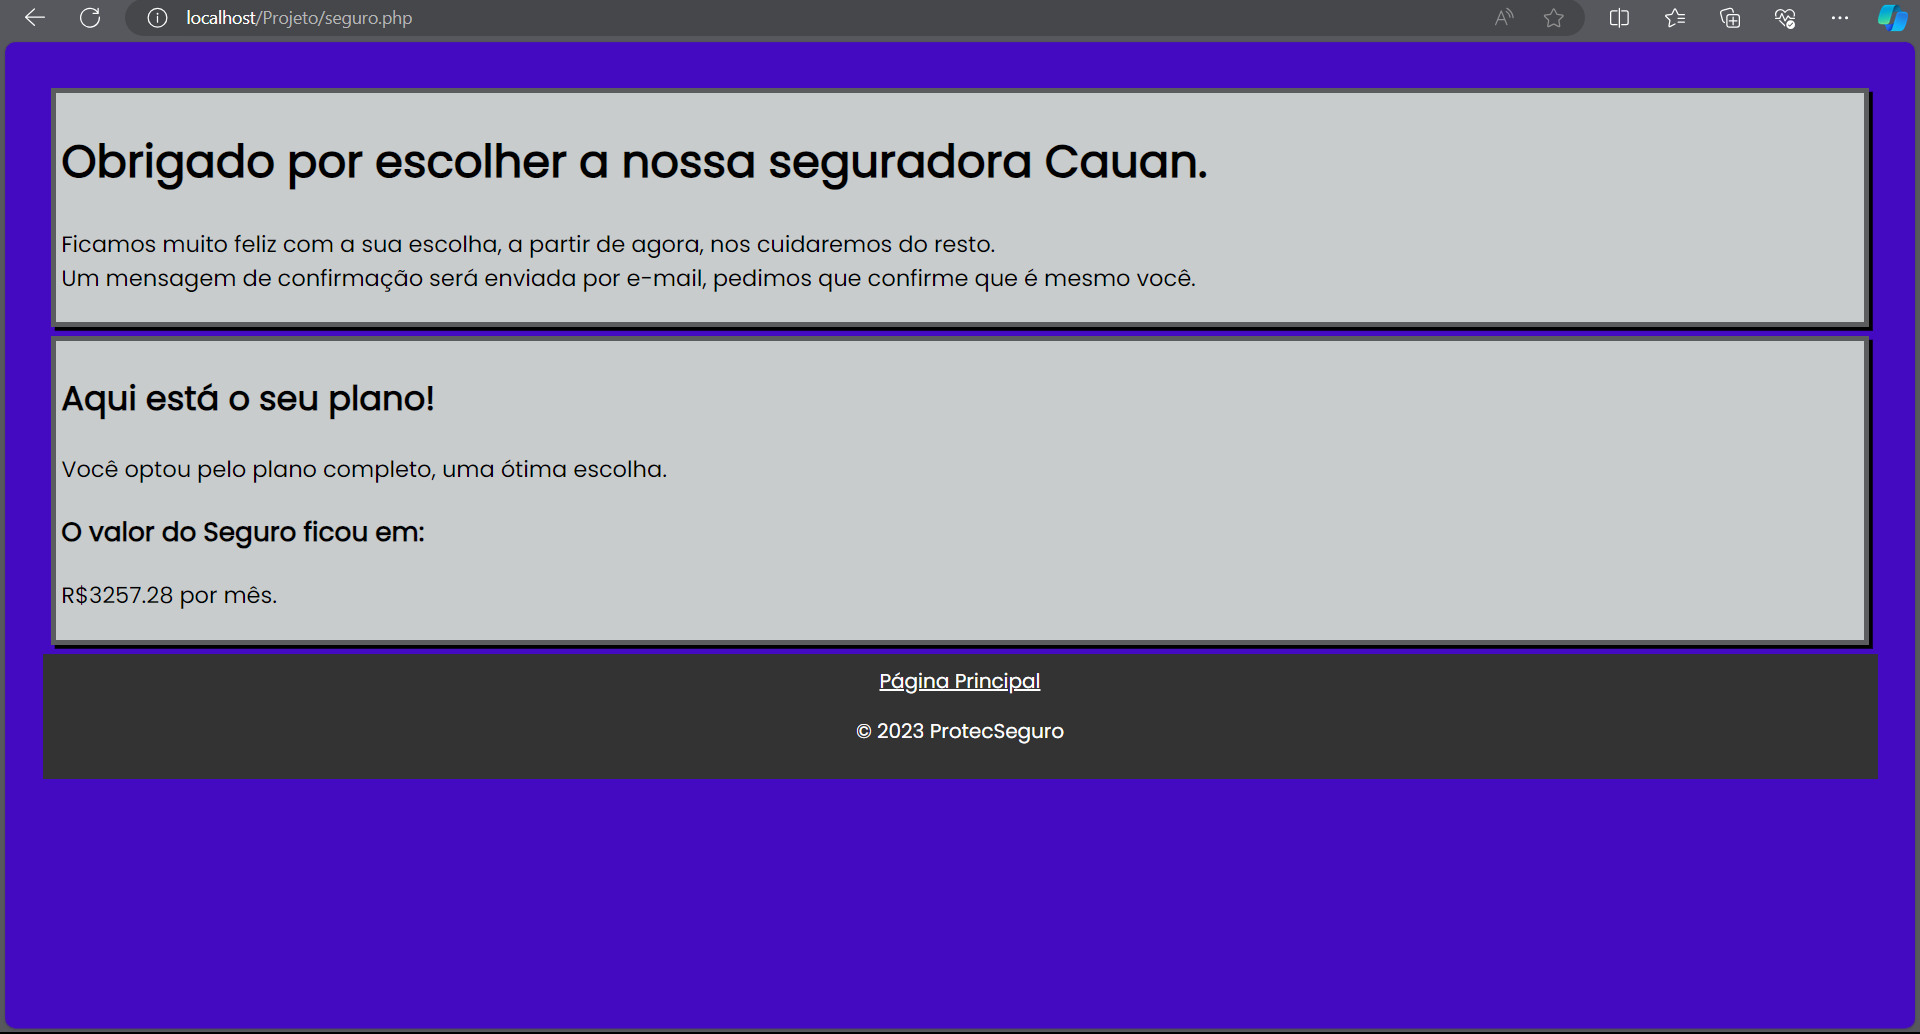 localhost/Projeto/seguro.php
Obrigado por escolher a nossa seguradora Cauan.
Ficamos muito feliz com a sua escolha, a partir de agora, nos cuidaremos do resto.
Um mensagem de confirmação será enviada por e-mail, pedimos que confirme que é mesmo você.
Aqui está o seu plano!
Você optou pelo plano completo, uma ótima escolha.
O valor do Seguro ficou em:
R$3257.28 por mês.
Página Principal
© 2023 ProtecSeguro